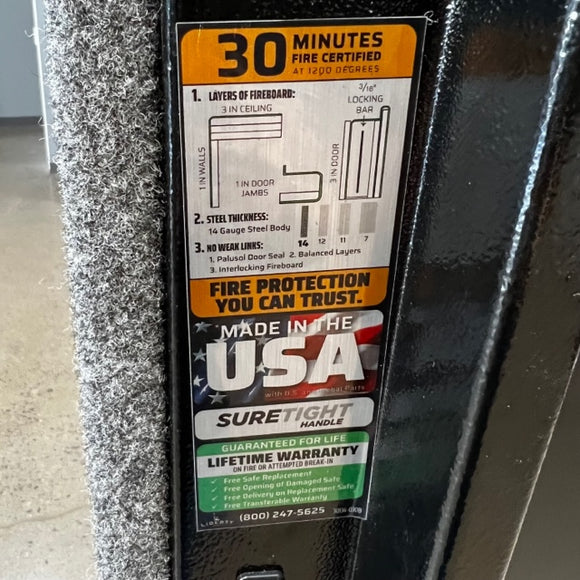 30 MINUTES
FIRE CERTIFIED
AT 1200 DEGREES
1. LAYERS OF FIREBOARD:
3 IN CEILING
3/16"
LOCKING
BAR
1 IN WALLS
1 IN DOOR
JAMBS
3 IN DOOR
2. STEEL THICKNESS:
14 Gauge Steel Body
14 12 11 7
3. NO WEAK LINKS:
1. Palusol Door Seal 2. Balanced Layers
3. Interlocking Fireboard
FIRE PROTECTION
YOU CAN TRUST.
MADE IN THE
USA
with U.S. and Global Parts
SURETIGHT
HANDLE
GUARANTEED FOR LIFE
LIFETIME WARRANTY
ON FIRE OR ATTEMPTED BREAK-IN
✓ Free Safe Replacement
✓ Free Opening of Damaged Safe
✓ Free Delivery on Replacement Safe
✓ Free Transferable Warranty
LIBERTY
(800) 247-5625